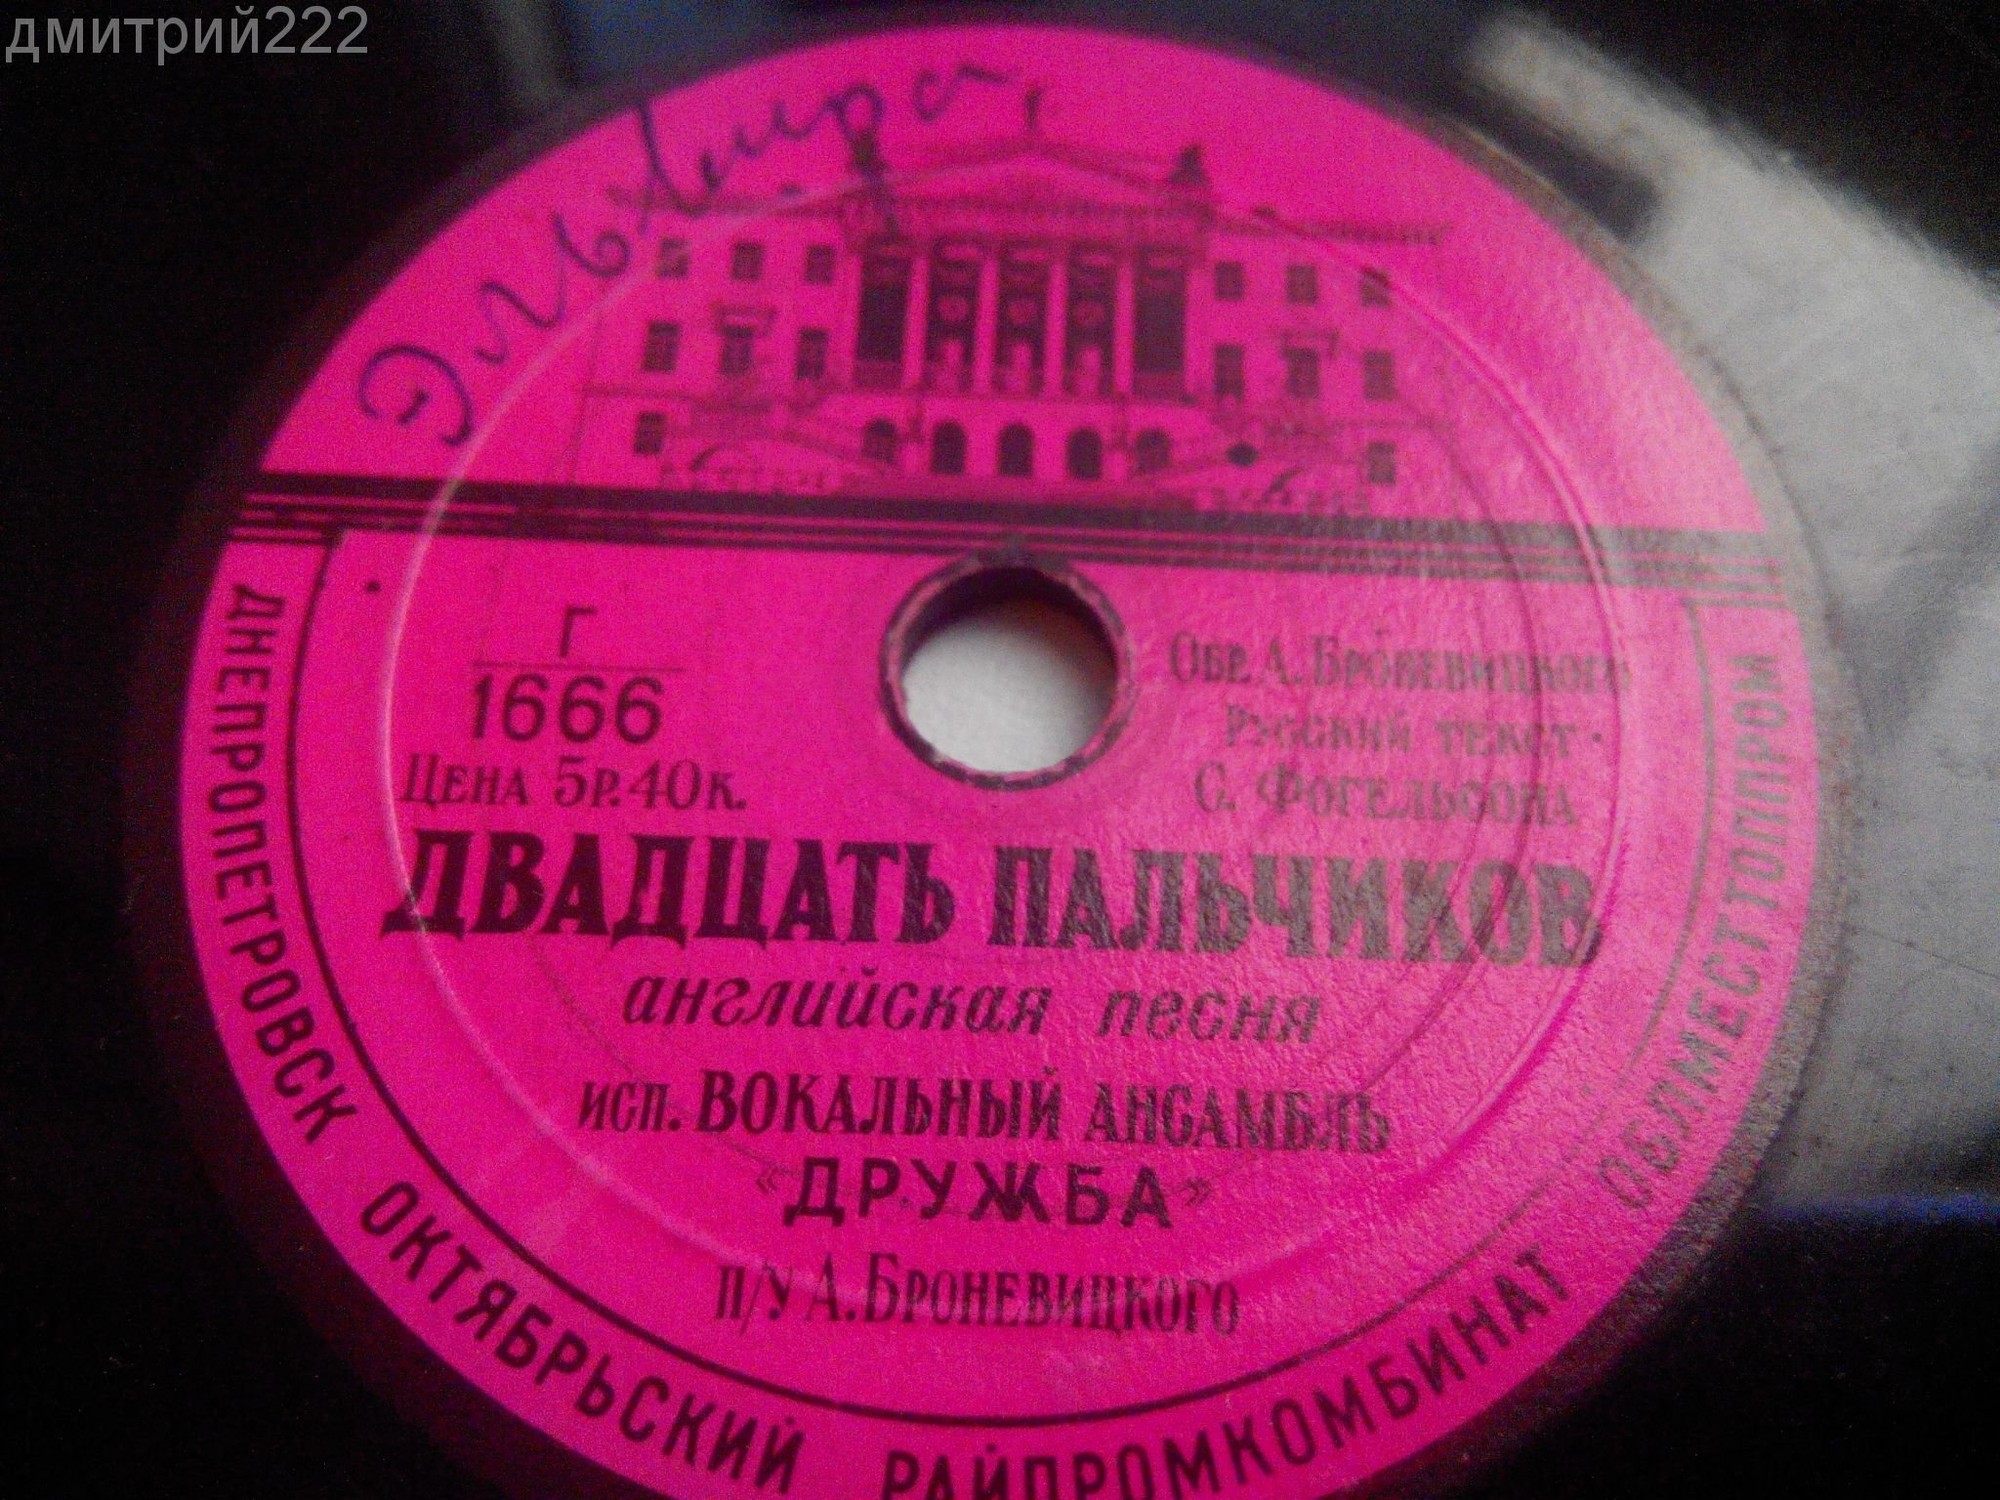 дмитрий222
Эльвира
Г
1666
Цена 5р.40к.
Обр. А. Броневицкого
Русский текст
С. Фогельсона
ДВАДЦАТЬ ПАЛЬЧИКОВ
английская песня
исп. ВОКАЛЬНЫЙ АНСАМБЛЬ
«ДРУЖБА»
п/у А. Броневицкого
ДНЕПРОПЕТРОВСК ОКТЯБРЬСКИЙ РАЙПРОМКОМБИНАТ ОБЛМЕСТТОППРОМ